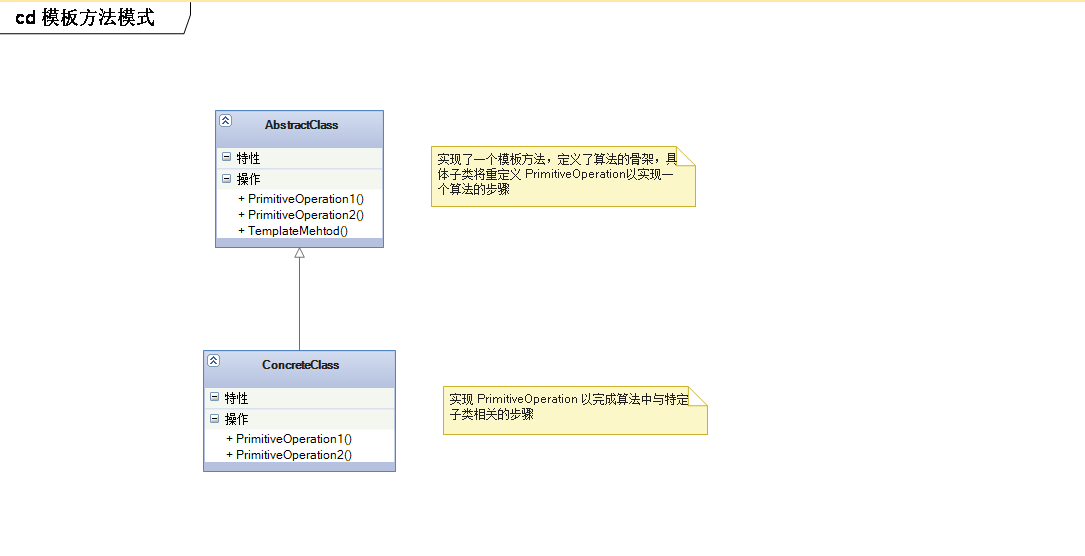 cd 模板方法模式
AbstractClass
特性
操作
+ PrimitiveOperation1()
+ PrimitiveOperation2()
+ TemplateMehtod()
实现了一个模板方法，定义了算法的骨架，具
体子类将重定义 PrimitiveOperation以实现一
个算法的步骤
ConcreteClass
特性
操作
+ PrimitiveOperation1()
+ PrimitiveOperation2()
实现 PrimitiveOperation 以完成算法中与特定
子类相关的步骤